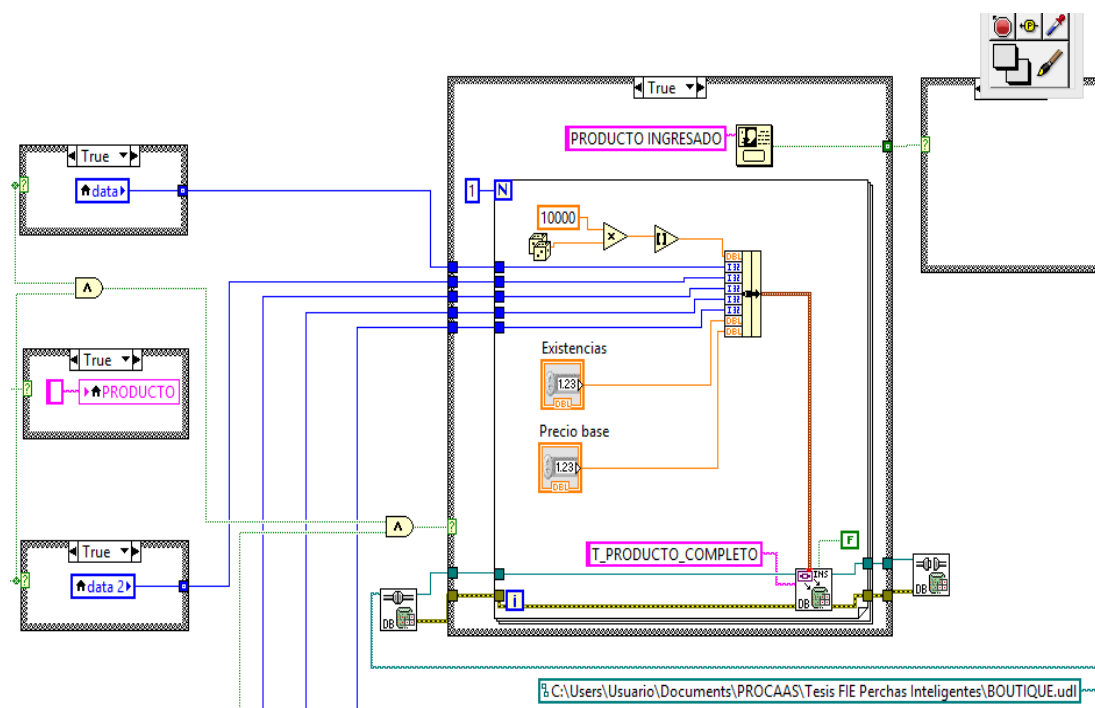 P
True
True
?
data
PRODUCTO INGRESADO
?
1
N
10000
x
[]
DBL
I32
I32
I32
I32
I32
DBL
DBL
Existencias
1.23
DBL
True
?
PRODUCTO
Precio base
1.23
DBL
?
True
?
data 2
T_PRODUCTO_COMPLETO
F
i
INS
DB
DB
DB
C:\Users\Usuario\Documents\PROCAAS\Tesis FIE Perchas Inteligentes\BOUTIQUE.udl